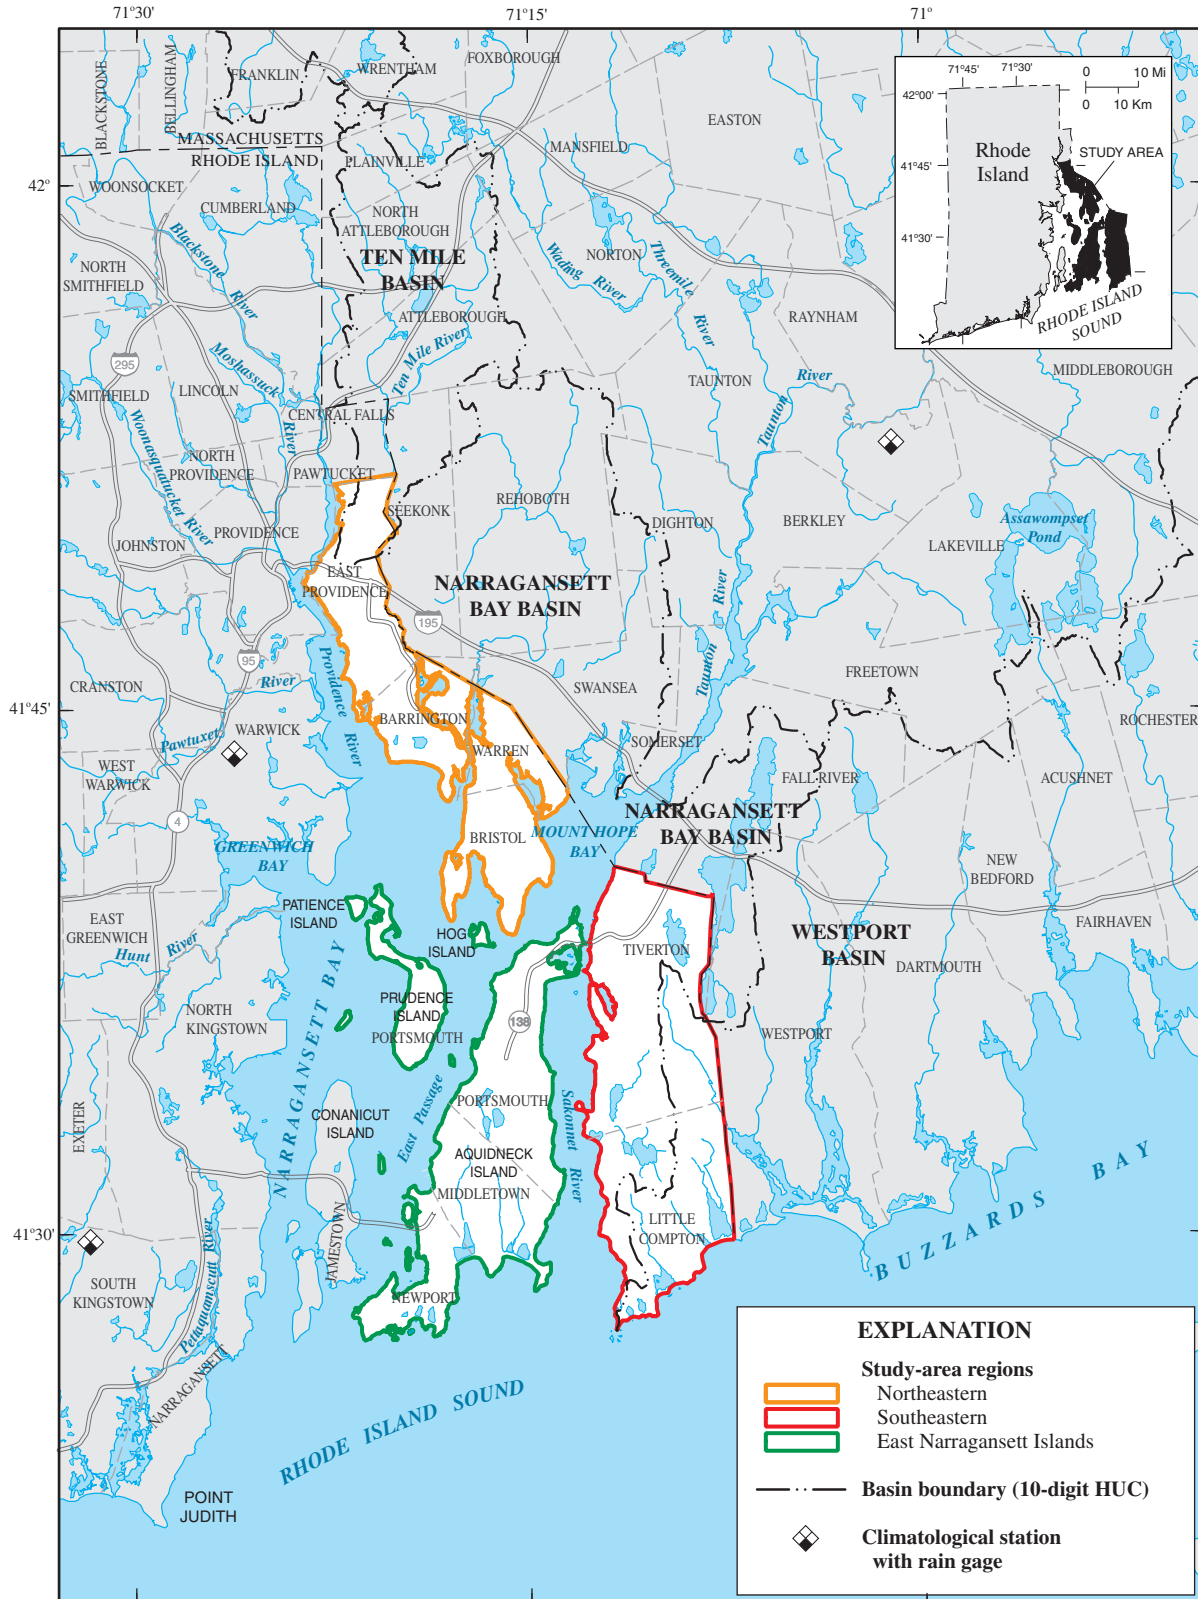 71°30'
71°15'
71°
FOXBOROUGH
WRENTHAM
FRANKLIN
BELLINGHAM
BLACKSTONE
EASTON
MANSFIELD
MASSACHUSETTS
RHODE ISLAND
PLAINVILLE
42°
WOONSOCKET
CUMBERLAND
NORTH
ATTLEBOROUGH
TEN MILE
BASIN
Blackstone
River
NORTON
Wading
River
Threemile
River
NORTH
SMITHFIELD
ATTLEBOROUGH
RAYNHAM
Ten Mile River
295
Moshassuck
River
SMITHFIELD
LINCOLN
TAUNTON
Taunton
River
MIDDLEBOROUGH
CENTRAL FALLS
Woonasquatucket River
NORTH
PROVIDENCE
PAWTUCKET
SEEKONK
REHOBOTH
DIGHTON
BERKLEY
Assawompset
Pond
LAKEVILLE
PROVIDENCE
JOHNSTON
EAST
PROVIDENCE
NARRAGANSETT
BAY BASIN
195
Taunton
River
95
River
Providence
River
CRANSTON
SWANSEA
FREETOWN
41°45'
BARRINGTON
ROCHESTER
WARWICK
Pawtuxet
WARREN
SOMERSET
WEST
WARWICK
FALL RIVER
ACUSHNET
4
NARRAGANSETT
BAY BASIN
BRISTOL
MOUNT HOPE
BAY
GREENWICH
BAY
NEW
BEDFORD
PATIENCE
ISLAND
EAST
GREENWICH
FAIRHAVEN
HOG
ISLAND
WESTPORT
BASIN
Hunt
River
TIVERTON
DARTMOUTH
NARRAGANSETT BAY
PRUDENCE
ISLAND
PORTSMOUTH
138
NORTH
KINGSTOWN
WESTPORT
East Passage
PORTSMOUTH
CONANICUT
ISLAND
Sakonnet
River
EXETER
AQUIDNECK
ISLAND
MIDDLETOWN
BUZZARDS BAY
41°30'
LITTLE
COMPTON
JAMESTOWN
Pettaquamscutt River
SOUTH
KINGSTOWN
NEWPORT
NARRAGANSETT
RHODE ISLAND SOUND
POINT
JUDITH
71°45'
71°30'
0
10 Mi
0
10 Km
42°00'
41°45'
41°30'
Rhode
Island
STUDY AREA
RHODE ISLAND
SOUND
EXPLANATION
Study-area regions
Northeastern
Southeastern
East Narragansett Islands
Basin boundary (10-digit HUC)
Climatological station
with rain gage